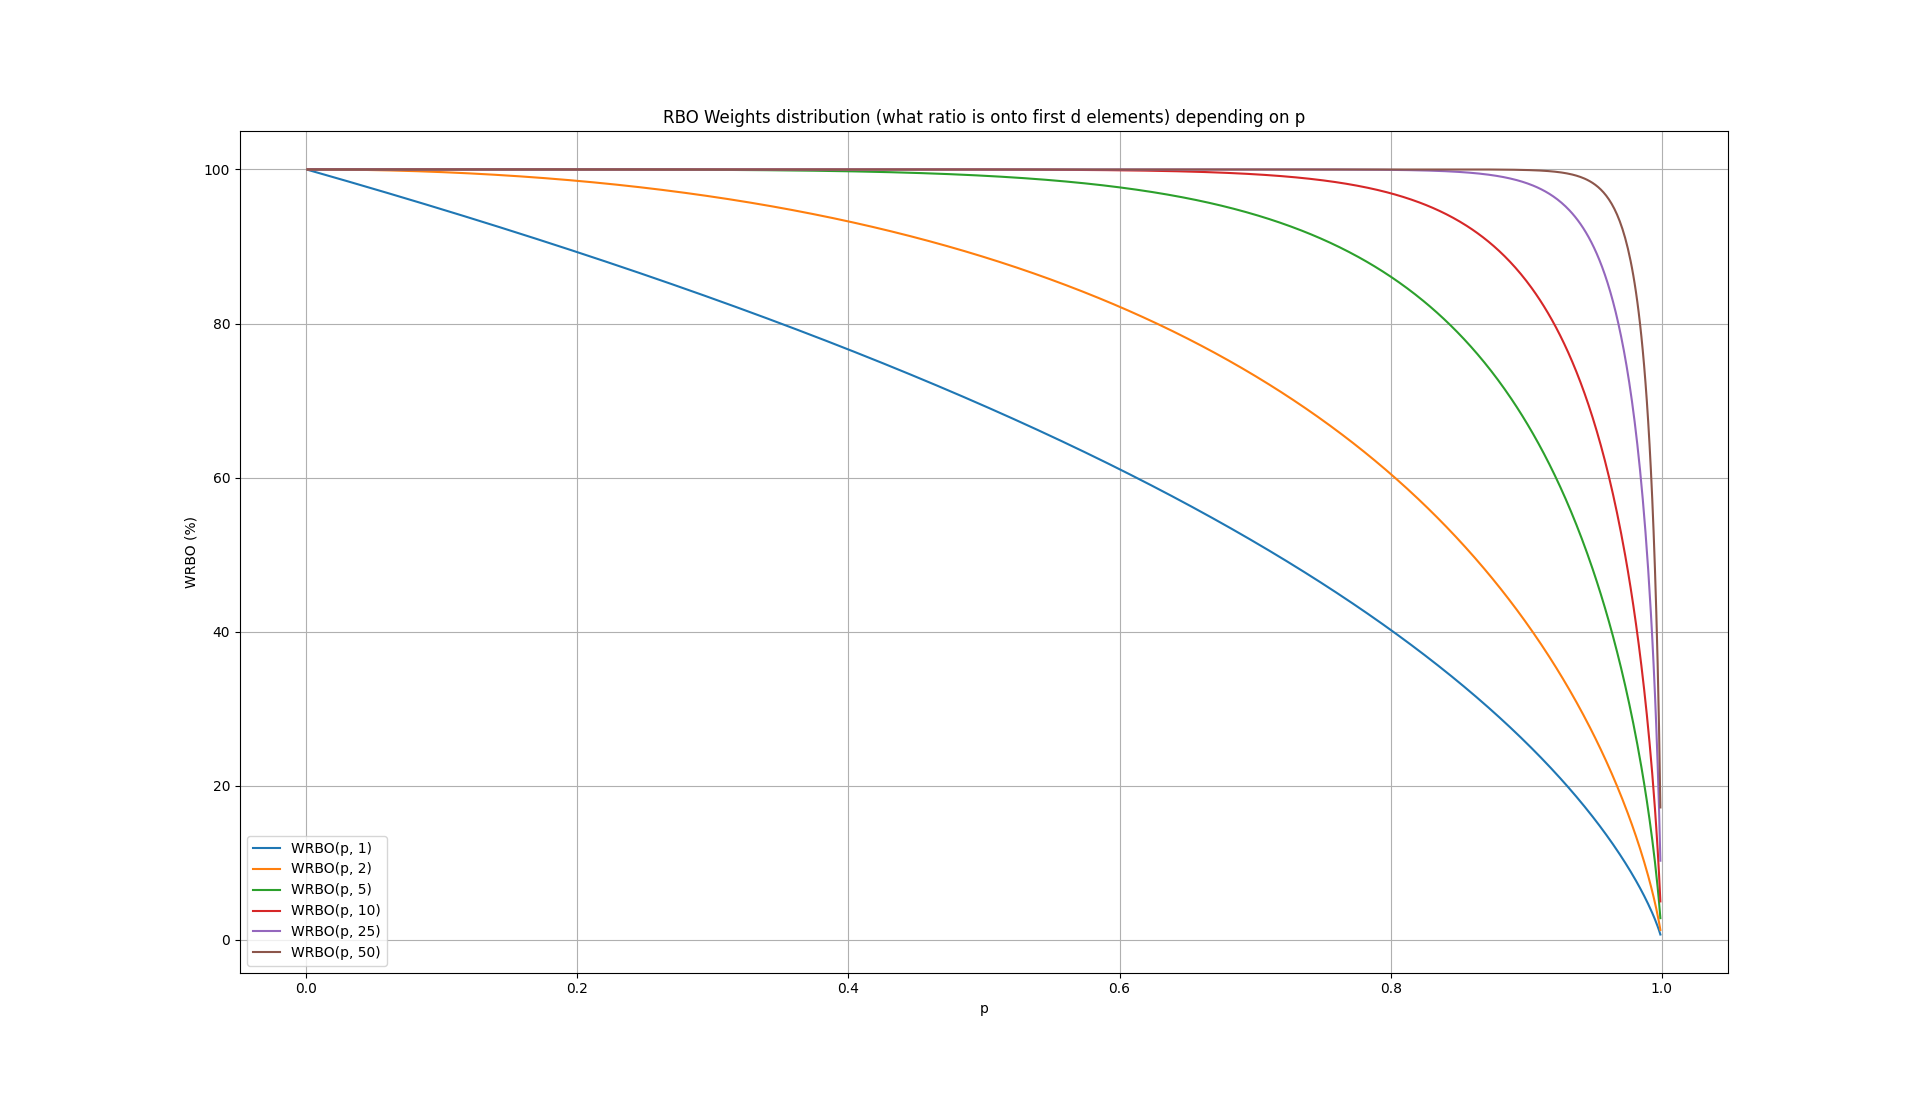 RBO Weights distribution (what ratio is onto first d elements) depending on p
100
80
60
40
20
0
WRBO (%)
WRBO(p, 1)
WRBO(p, 2)
WRBO(p, 5)
WRBO(p, 10)
WRBO(p, 25)
WRBO(p, 50)
0.0 0.2 0.4 0.6 0.8 1.0
p